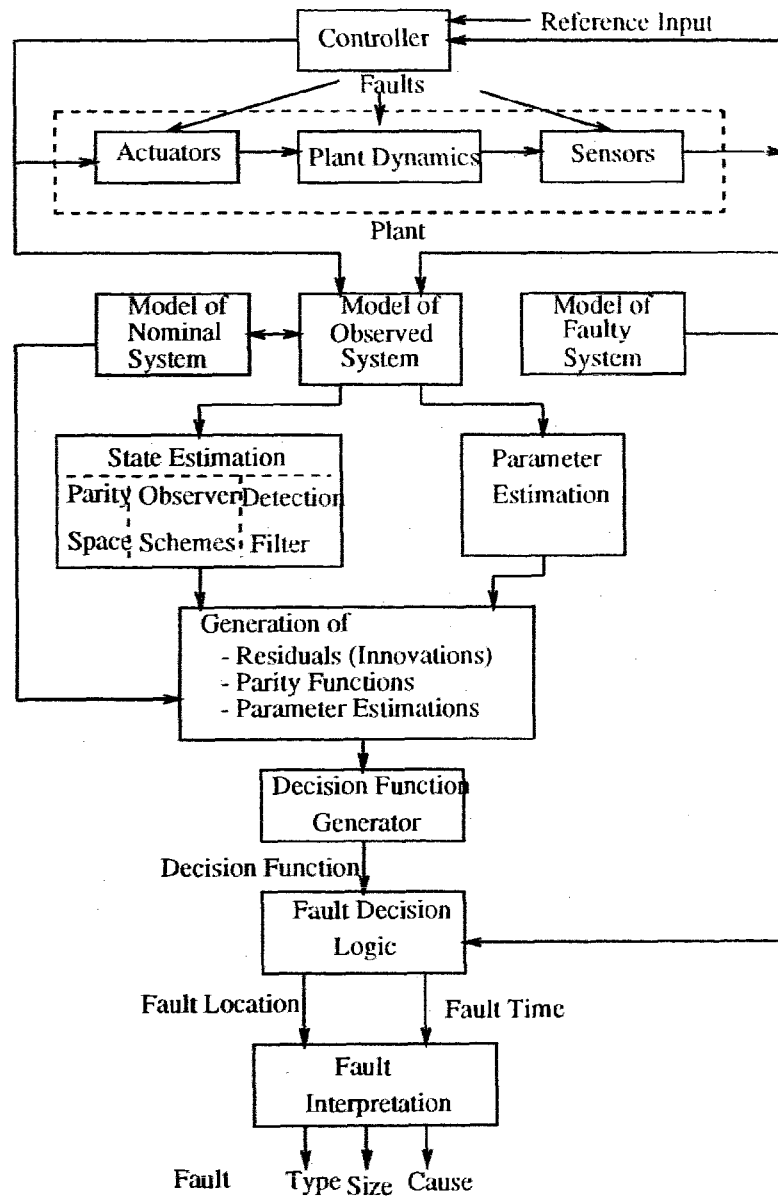 Reference Input
Controller
Faults
Actuators
Plant Dynamics
Sensors
Plant
Model of
Nominal
System
Model of
Observed
System
Model of
Faulty
System
State Estimation
Parity
Space
Observer
Schemes
Detection
Filter
Parameter
Estimation
Generation of
- Residuals (Innovations)
- Parity Functions
- Parameter Estimations
Decision Function
Generator
Decision Function
Fault Decision
Logic
Fault Location
Fault Time
Fault
Interpretation
Fault Type Size Cause